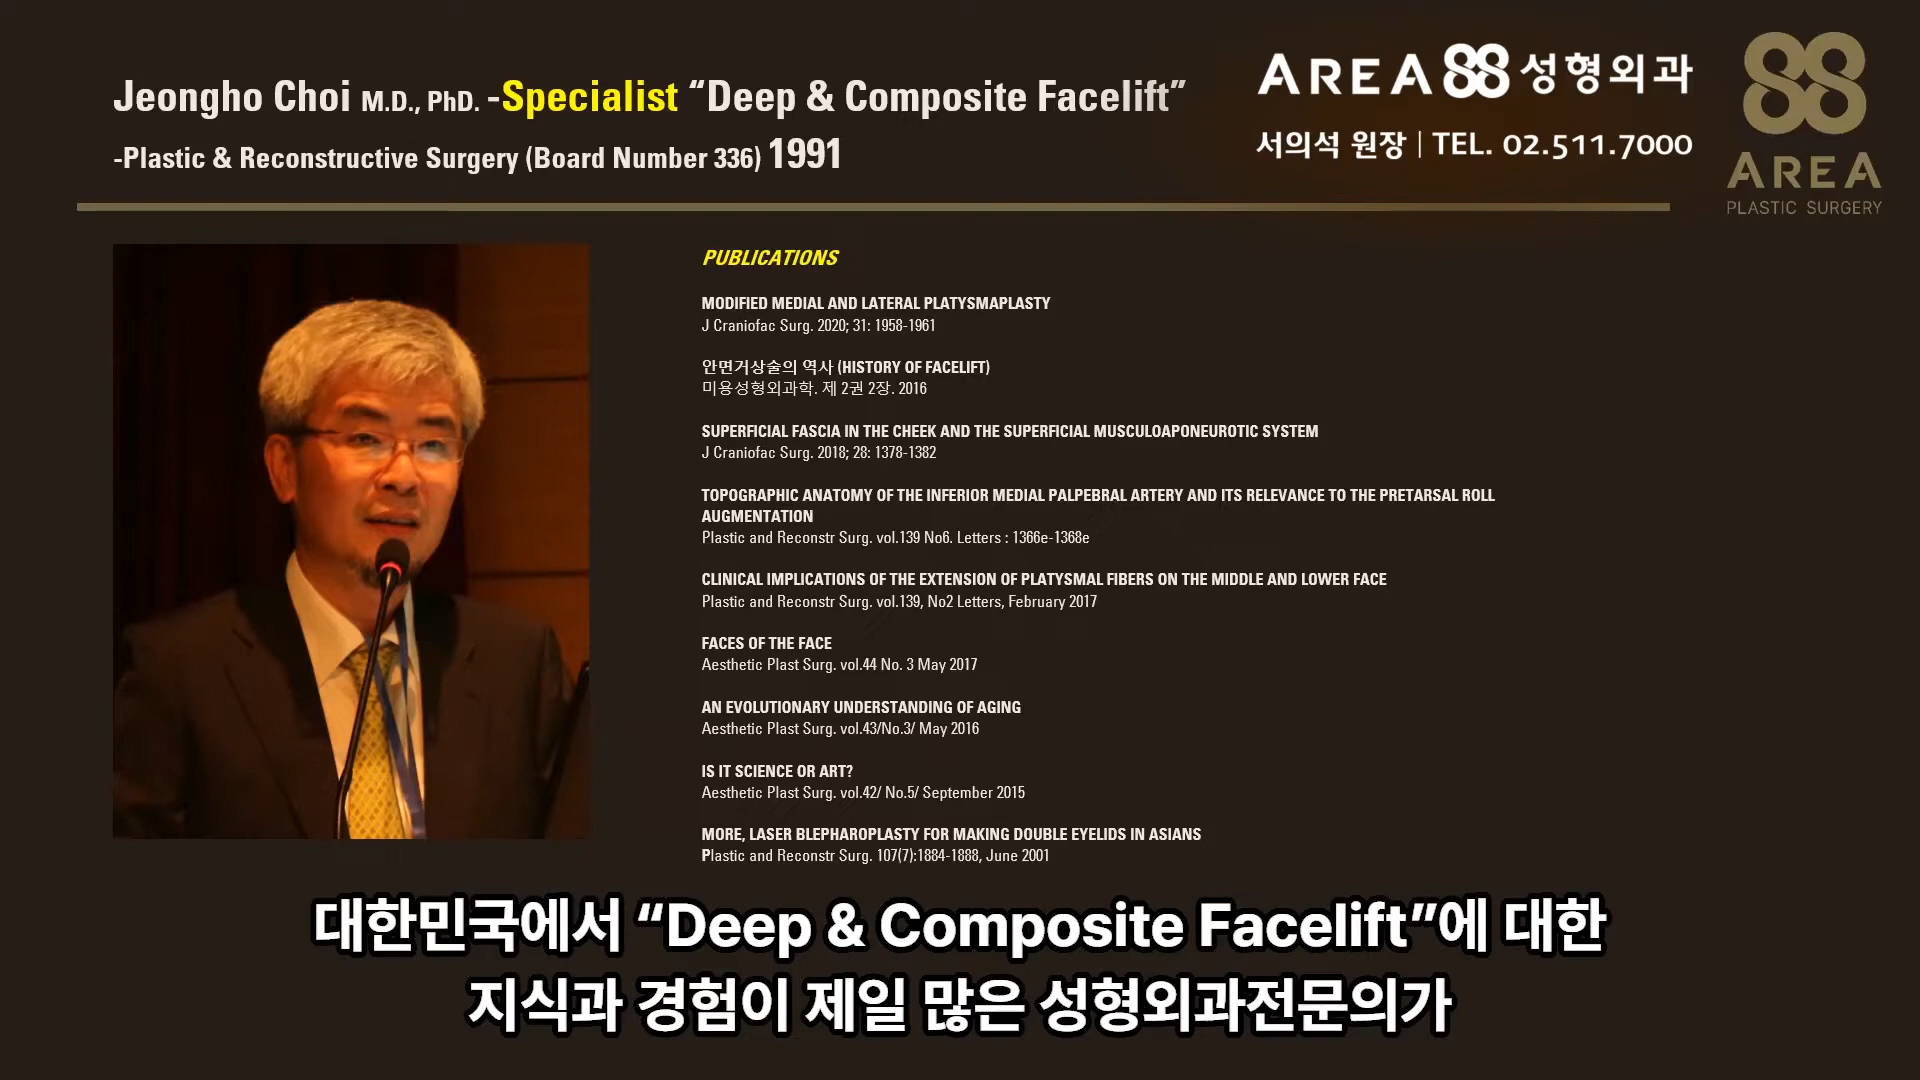 Jeongho Choi M.D., PhD. -Specialist “Deep & Composite Facelift”
-Plastic & Reconstructive Surgery (Board Number 336) 1991
AREA 88 성형외과
서의석 원장 | TEL. 02.511.7000
88
AREA
PLASTIC SURGERY
PUBLICATIONS
MODIFIED MEDIAL AND LATERAL PLATYSMAPLASTY
J Craniofac Surg. 2020; 31: 1958-1961
안면거상술의 역사 (HISTORY OF FACELIFT)
미용성형외과학. 제 2권 2장. 2016
SUPERFICIAL FASCIA IN THE CHEEK AND THE SUPERFICIAL MUSCULOAPONEUROTIC SYSTEM
J Craniofac Surg. 2018; 28: 1378-1382
TOPOGRAPHIC ANATOMY OF THE INFERIOR MEDIAL PALPEBRAL ARTERY AND ITS RELEVANCE TO THE PRETARSAL ROLL
AUGMENTATION
Plastic and Reconstr Surg. vol.139 No6. Letters : 1366e-1368e
CLINICAL IMPLICATIONS OF THE EXTENSION OF PLATYSMAL FIBERS ON THE MIDDLE AND LOWER FACE
Plastic and Reconstr Surg. vol.139, No2 Letters, February 2017
FACES OF THE FACE
Aesthetic Plast Surg. vol.44 No. 3 May 2017
AN EVOLUTIONARY UNDERSTANDING OF AGING
Aesthetic Plast Surg. vol.43/No.3/ May 2016
IS IT SCIENCE OR ART?
Aesthetic Plast Surg. vol.42/ No.5/ September 2015
MORE, LASER BLEPHAROPLASTY FOR MAKING DOUBLE EYELIDS IN ASIANS
Plastic and Reconstr Surg. 107(7):1884-1888, June 2001
대한민국에서 “Deep & Composite Facelift”에 대한
지식과 경험이 제일 많은 성형외과전문의가